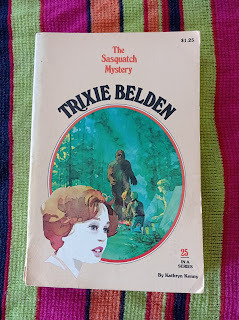 $1.25
The
Sasquatch
Mystery
TRIXIE BELDEN
25
IN A
SERIES
By Kathryn Kenny